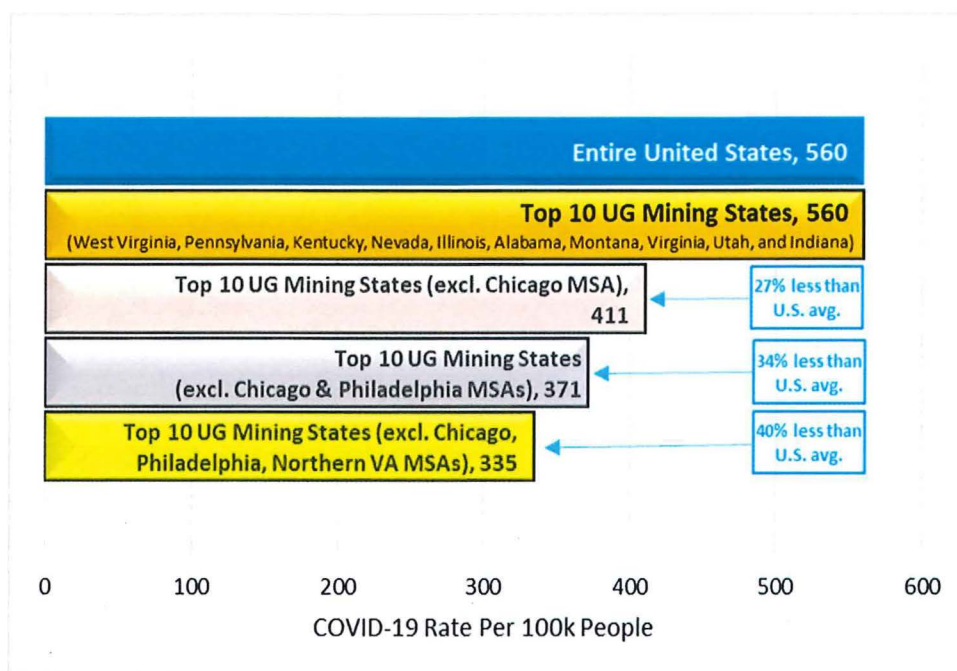 Entire United States, 560
Top 10 UG Mining States, 560
(West Virginia, Pennsylvania, Kentucky, Nevada, Illinois, Alabama, Montana, Virginia, Utah, and Indiana)
Top 10 UG Mining States (excl. Chicago MSA),
411
27% less than
U.S. avg.
Top 10 UG Mining States
(excl. Chicago & Philadelphia MSAs), 371
34% less than
U.S. avg.
Top 10 UG Mining States (excl. Chicago,
Philadelphia, Northern VA MSAs), 335
40% less than
U.S. avg.
0 100 200 300 400 500 600
COVID-19 Rate Per 100k People